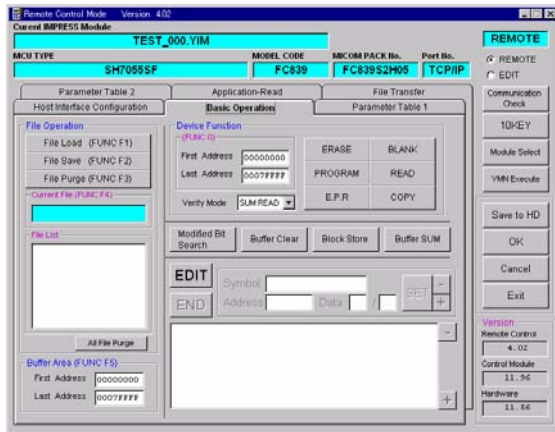 Remote Control Mode Version 4.02
Curent IMPRESS Module
TEST_000.YIM
REMOTE
MCU TYPE
MODEL CODE
MICOM PACK No.
Port No.
SH7055SF
FC839
FC839S2H05
TCP/IP
REMOTE
EDIT
Parameter Table 2
Application-Read
File Transfer
Host Interface Configuration
Basic Operation
Parameter Table 1
Communication
Check
10KEY
Module Select
YMN Execute
Save to HD
OK
Cancel
Exit
File Operation
File Load (FUNC F1)
File Save (FUNC F2)
File Purge (FUNC F3)
Current File (FUNC F4)
File List
All File Purge
Buffer Area (FUNC F5)
First Address 00000000
Last Address 0007FFFF
Device Function
(FUNC 0)
First Address 00000000
Last Address 0007FFFF
Verify Mode SUM READ
ERASE
BLANK
PROGRAM
READ
E.P.R
COPY
Modified Bit
Search
Buffer Clear
Block Store
Buffer SUM
EDIT
END
Symbol
Address
Data
/
SET
-
+
-
+
Version
Remote Control
4.02
Control Module
11.96
Hardware
11.56